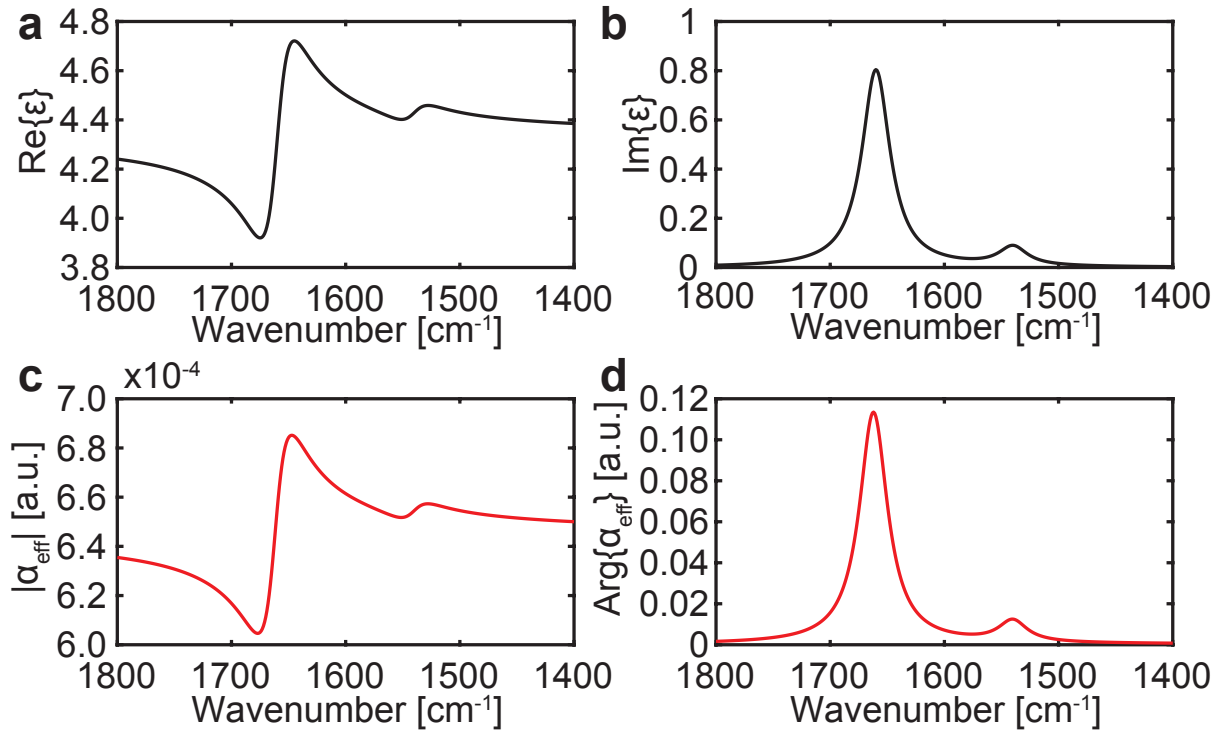 a
4.8
4.6
4.4
4.2
4.0
3.8
Re{ε}
1800 1700 1600 1500 1400
Wavenumber [cm⁻¹]
b
1
0.8
0.6
0.4
0.2
0
Im{ε}
1800 1700 1600 1500 1400
Wavenumber [cm⁻¹]
c
x10⁻⁴
7.0
6.8
6.6
6.4
6.2
6.0
|α_eff| [a.u.]
1800 1700 1600 1500 1400
Wavenumber [cm⁻¹]
d
0.12
0.10
0.08
0.06
0.04
0.02
0
Arg{α_eff} [a.u.]
1800 1700 1600 1500 1400
Wavenumber [cm⁻¹]